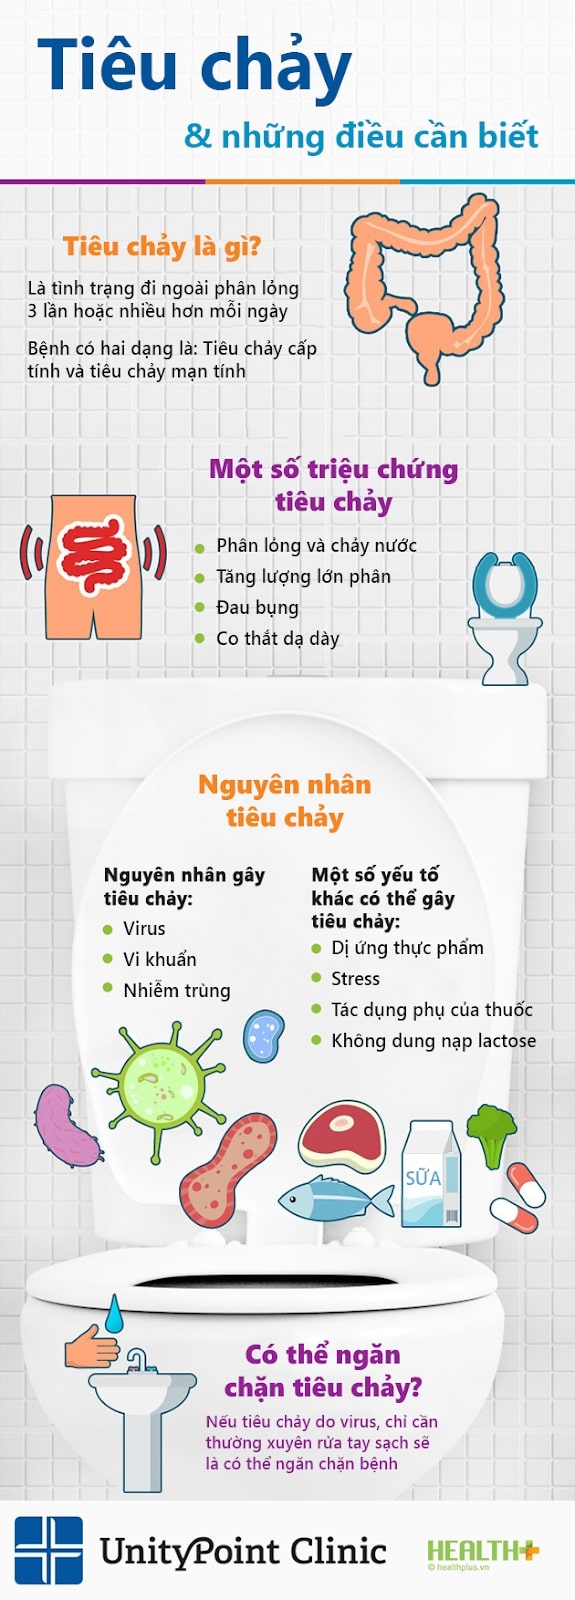 Tiêu chảy
& những điều cần biết
Tiêu chảy là gì?
Là tình trạng đi ngoài phân lỏng
3 lần hoặc nhiều hơn mỗi ngày
Bệnh có hai dạng là: Tiêu chảy cấp
tính và tiêu chảy mạn tính
Một số triệu chứng
tiêu chảy
Phân lỏng và chảy nước
Tăng lượng lớn phân
Đau bụng
Co thắt dạ dày
Nguyên nhân
tiêu chảy
Nguyên nhân gây
tiêu chảy:
Virus
Vi khuẩn
Nhiễm trùng
Một số yếu tố
khác có thể gây
tiêu chảy:
Dị ứng thực phẩm
Stress
Tác dụng phụ của thuốc
Không dung nạp lactose
SỮA
Có thể ngăn
chặn tiêu chảy?
Nếu tiêu chảy do virus, chỉ cần
thường xuyên rửa tay sạch sẽ
là có thể ngăn chặn bệnh
UnityPoint Clinic
HEALTH+
© healthplus.vn